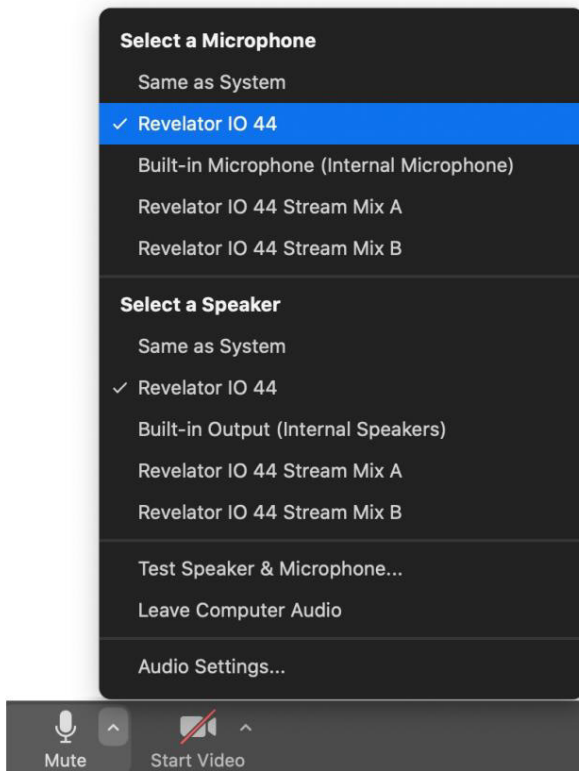 Select a Microphone
Same as System
Revelator IO 44
Built-in Microphone (Internal Microphone)
Revelator IO 44 Stream Mix A
Revelator IO 44 Stream Mix B
Select a Speaker
Same as System
Revelator IO 44
Built-in Output (Internal Speakers)
Revelator IO 44 Stream Mix A
Revelator IO 44 Stream Mix B
Test Speaker & Microphone...
Leave Computer Audio
Audio Settings...
Mute
Start Video